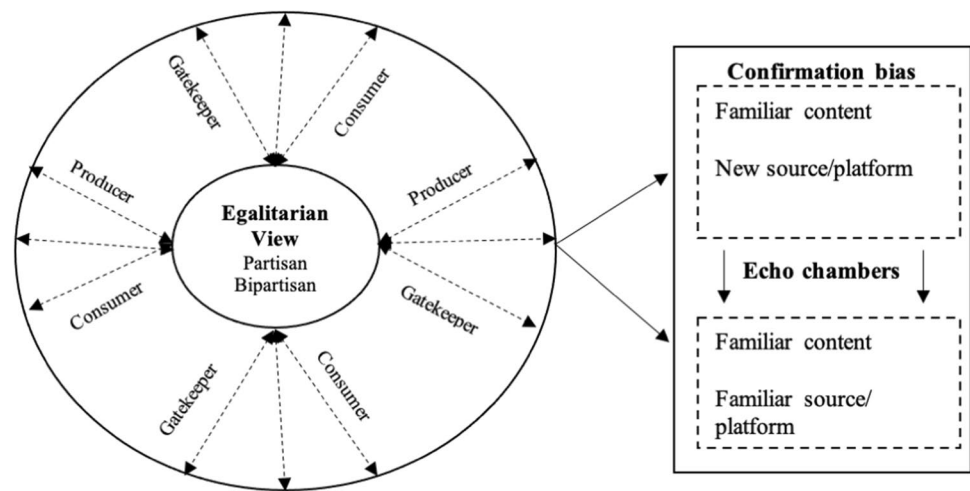 Gatekeeper
Consumer
Producer
Producer
Egalitarian
View
Partisan
Bipartisan
Consumer
Gatekeeper
Gatekeeper
Consumer
Confirmation bias
Familiar content
New source/platform
Echo chambers
Familiar content
Familiar source/
platform